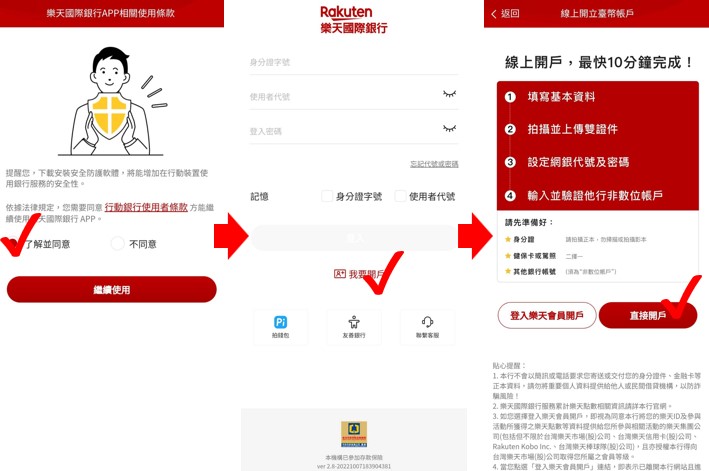 樂天國際銀行APP相關使用條款
提醒您，下載安裝安全防護軟體，將能增加在行動裝置使
用銀行服務的安全性。
依據法律規定，您需要同意 行動銀行使用者條款 方能繼
續使用樂天國際銀行 APP。
了解並同意
不同意
繼續使用
Rakuten
樂天國際銀行
身分證字號
使用者代號
登入密碼
忘記代號或密碼
記憶
身分證字號
使用者代號
登入
我要開戶
Pi
拍錢包
友善銀行
聯繫客服
本機構已參加存款保險
ver 2.8-20221007183904381
返回
線上開立臺幣帳戶
線上開戶，最快10分鐘完成！
1 填寫基本資料
2 拍攝並上傳雙證件
3 設定網銀代號及密碼
4 輸入並驗證他行非數位帳戶
請先準備好：
身分證
請拍攝正本、勿掃描或拍攝影本
健保卡或駕照
二擇一
其他銀行帳號
(須為"非數位帳戶")
登入樂天會員開戶
直接開戶
貼心提醒：
1. 本行不會以簡訊或電話要求您寄送或交付您的身分證件、金融卡等
正本資料。請勿將重要個人資料提供給他人或民間借貸機構，以防詐
騙風險！
2. 樂天國際銀行服務累計樂天點數相關資訊請詳本行官網。
3. 如您選擇登入樂天會員開戶，即視為同意本行將您的樂天ID及參與
活動所獲得之樂天點數等資料提供給您所參與相關活動的樂天集團公
司(包括但不限於台灣樂天市場(股)公司、台灣樂天信用卡(股)公司、
Rakuten Kobo Inc.、台灣樂天棒球隊(股)公司)，且亦授權本行得向
台灣樂天市場(股)公司取得您所屬之會員等級。
4. 當您點選「登入樂天會員開戶」連結，即表示已離開本行網站且進